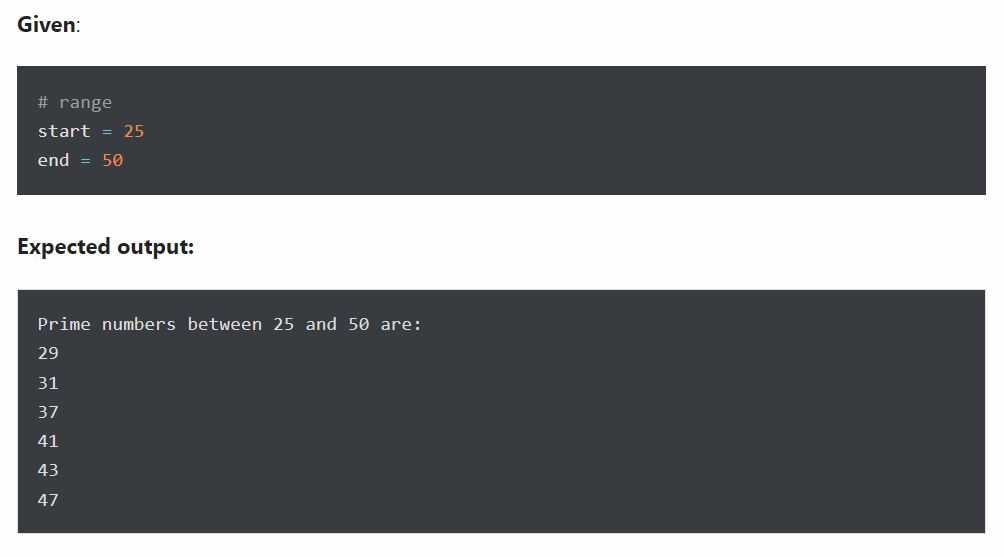 Given:
# range
start = 25
end = 50
Expected output:
Prime numbers between 25 and 50 are:
29
31
37
41
43
47